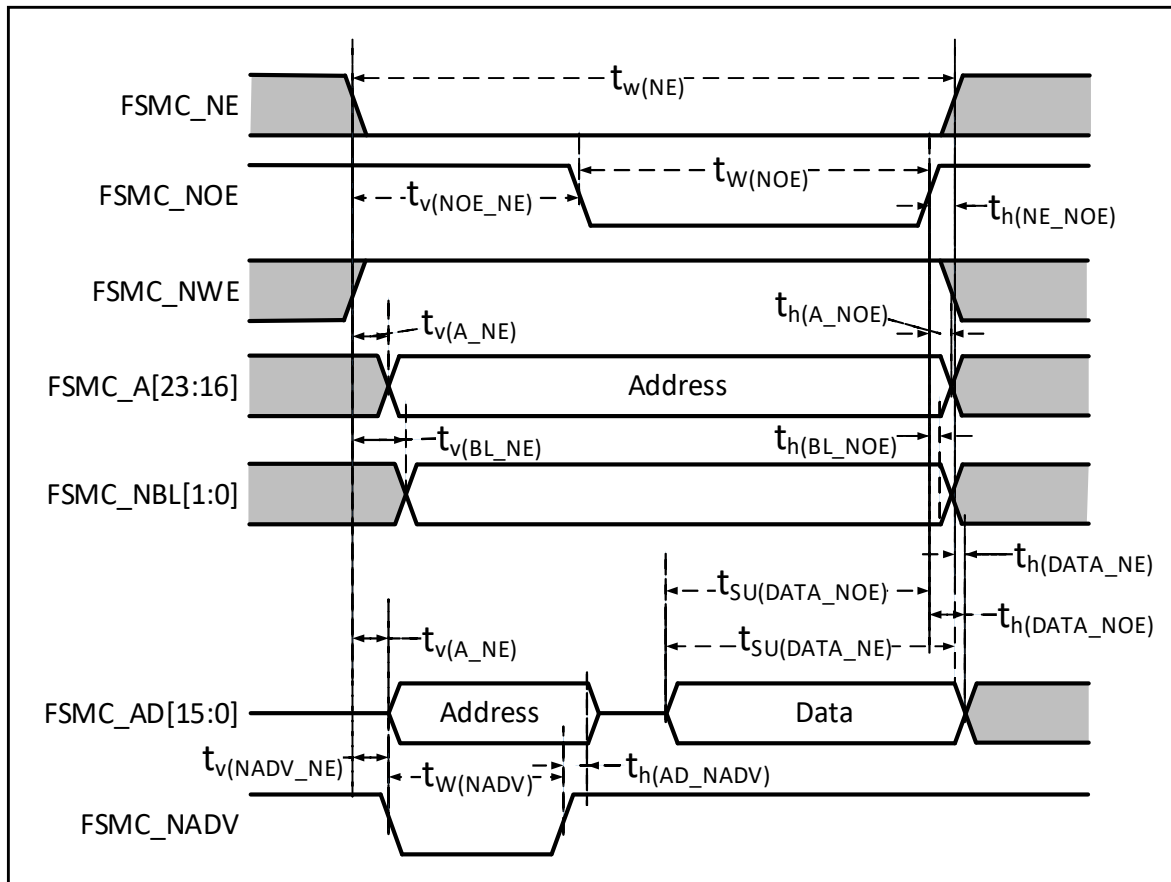 t_w(NE)
FSMC_NE
t_W(NOE)
FSMC_NOE
t_v(NOE_NE)
t_h(NE_NOE)
FSMC_NWE
t_v(A_NE)
t_h(A_NOE)
FSMC_A[23:16]
Address
t_v(BL_NE)
t_h(BL_NOE)
FSMC_NBL[1:0]
t_h(DATA_NE)
t_SU(DATA_NOE)
t_h(DATA_NOE)
t_v(A_NE)
t_SU(DATA_NE)
FSMC_AD[15:0]
Address
Data
t_v(NADV_NE)
t_W(NADV)
t_h(AD_NADV)
FSMC_NADV